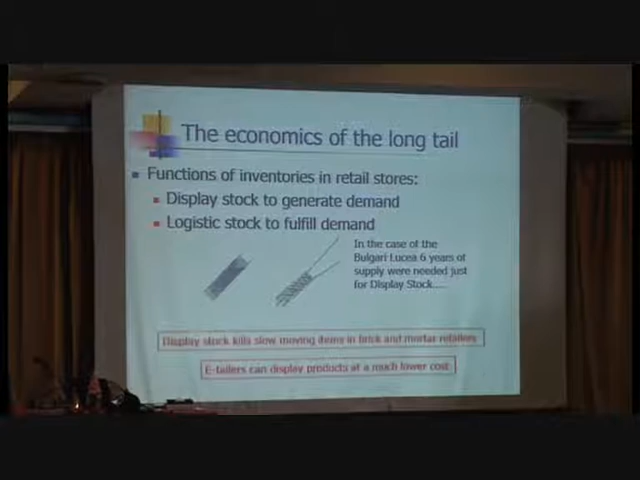 The economics of the long tail
Functions of inventories in retail stores:
Display stock to generate demand
Logistic stock to fulfill demand
In the case of the
Bulgari Lucea 6 years of
supply were needed just
for Display Stock....
Display stock kills slow moving items in brick and mortar retailers
E-tailers can display products at a much lower cost